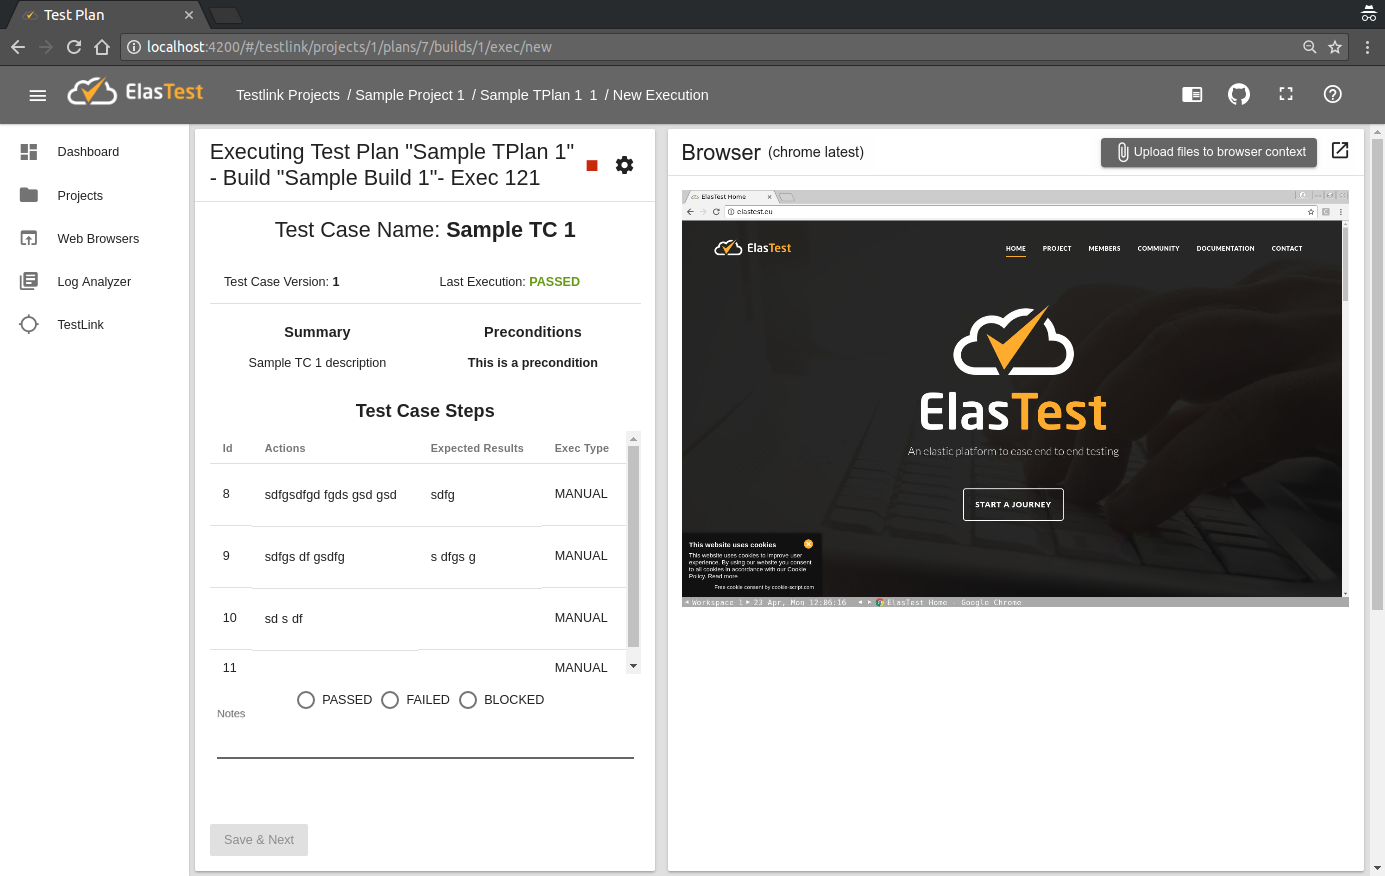 Test Plan
localhost:4200/#/testlink/projects/1/plans/7/builds/1/exec/new
ElasTest
Testlink Projects / Sample Project 1 / Sample TPlan 1 1 / New Execution
Dashboard
Projects
Web Browsers
Log Analyzer
TestLink
Executing Test Plan "Sample TPlan 1"
- Build "Sample Build 1"- Exec 121
Test Case Name: Sample TC 1
Test Case Version: 1 Last Execution: PASSED
Summary Preconditions
Sample TC 1 description This is a precondition
Test Case Steps
Id Actions Expected Results Exec Type
8 sdfgsdfgd fgds gsd gsd sdfg MANUAL
9 sdfgs df gsdfg s dfgs g MANUAL
10 sd s df MANUAL
11 MANUAL
PASSED FAILED BLOCKED
Notes
Save & Next
Browser (chrome latest) Upload files to browser context
ElasTest Home
elastest.eu
ElasTest HOME PROJECT MEMBERS COMMUNITY DOCUMENTATION CONTACT
ElasTest
An elastic platform to ease end to end testing
START A JOURNEY
This website uses cookies
This website uses cookies to improve user
experience. By using our website you consent
to all cookies in accordance with our Cookie
Policy. Read more
Free cookie consent by cookie-script.com
Workspace 1 23 Apr, Mon 12:06:16 ElasTest Home - Google Chrome